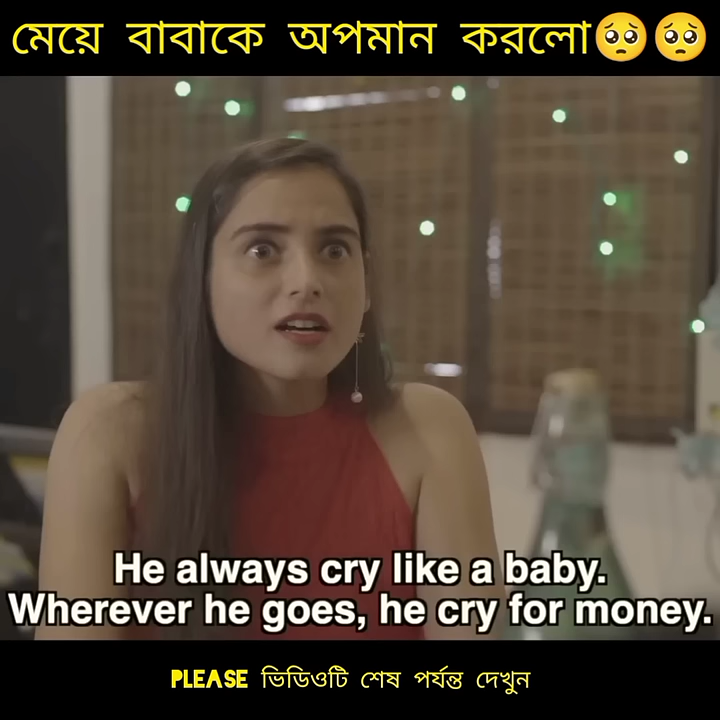 মেয়ে বাবাকে অপমান করলো🥺🥺
He always cry like a baby.
Wherever he goes, he cry for money.
PLEASE ভিডিওটি শেষ পর্যন্ত দেখুন